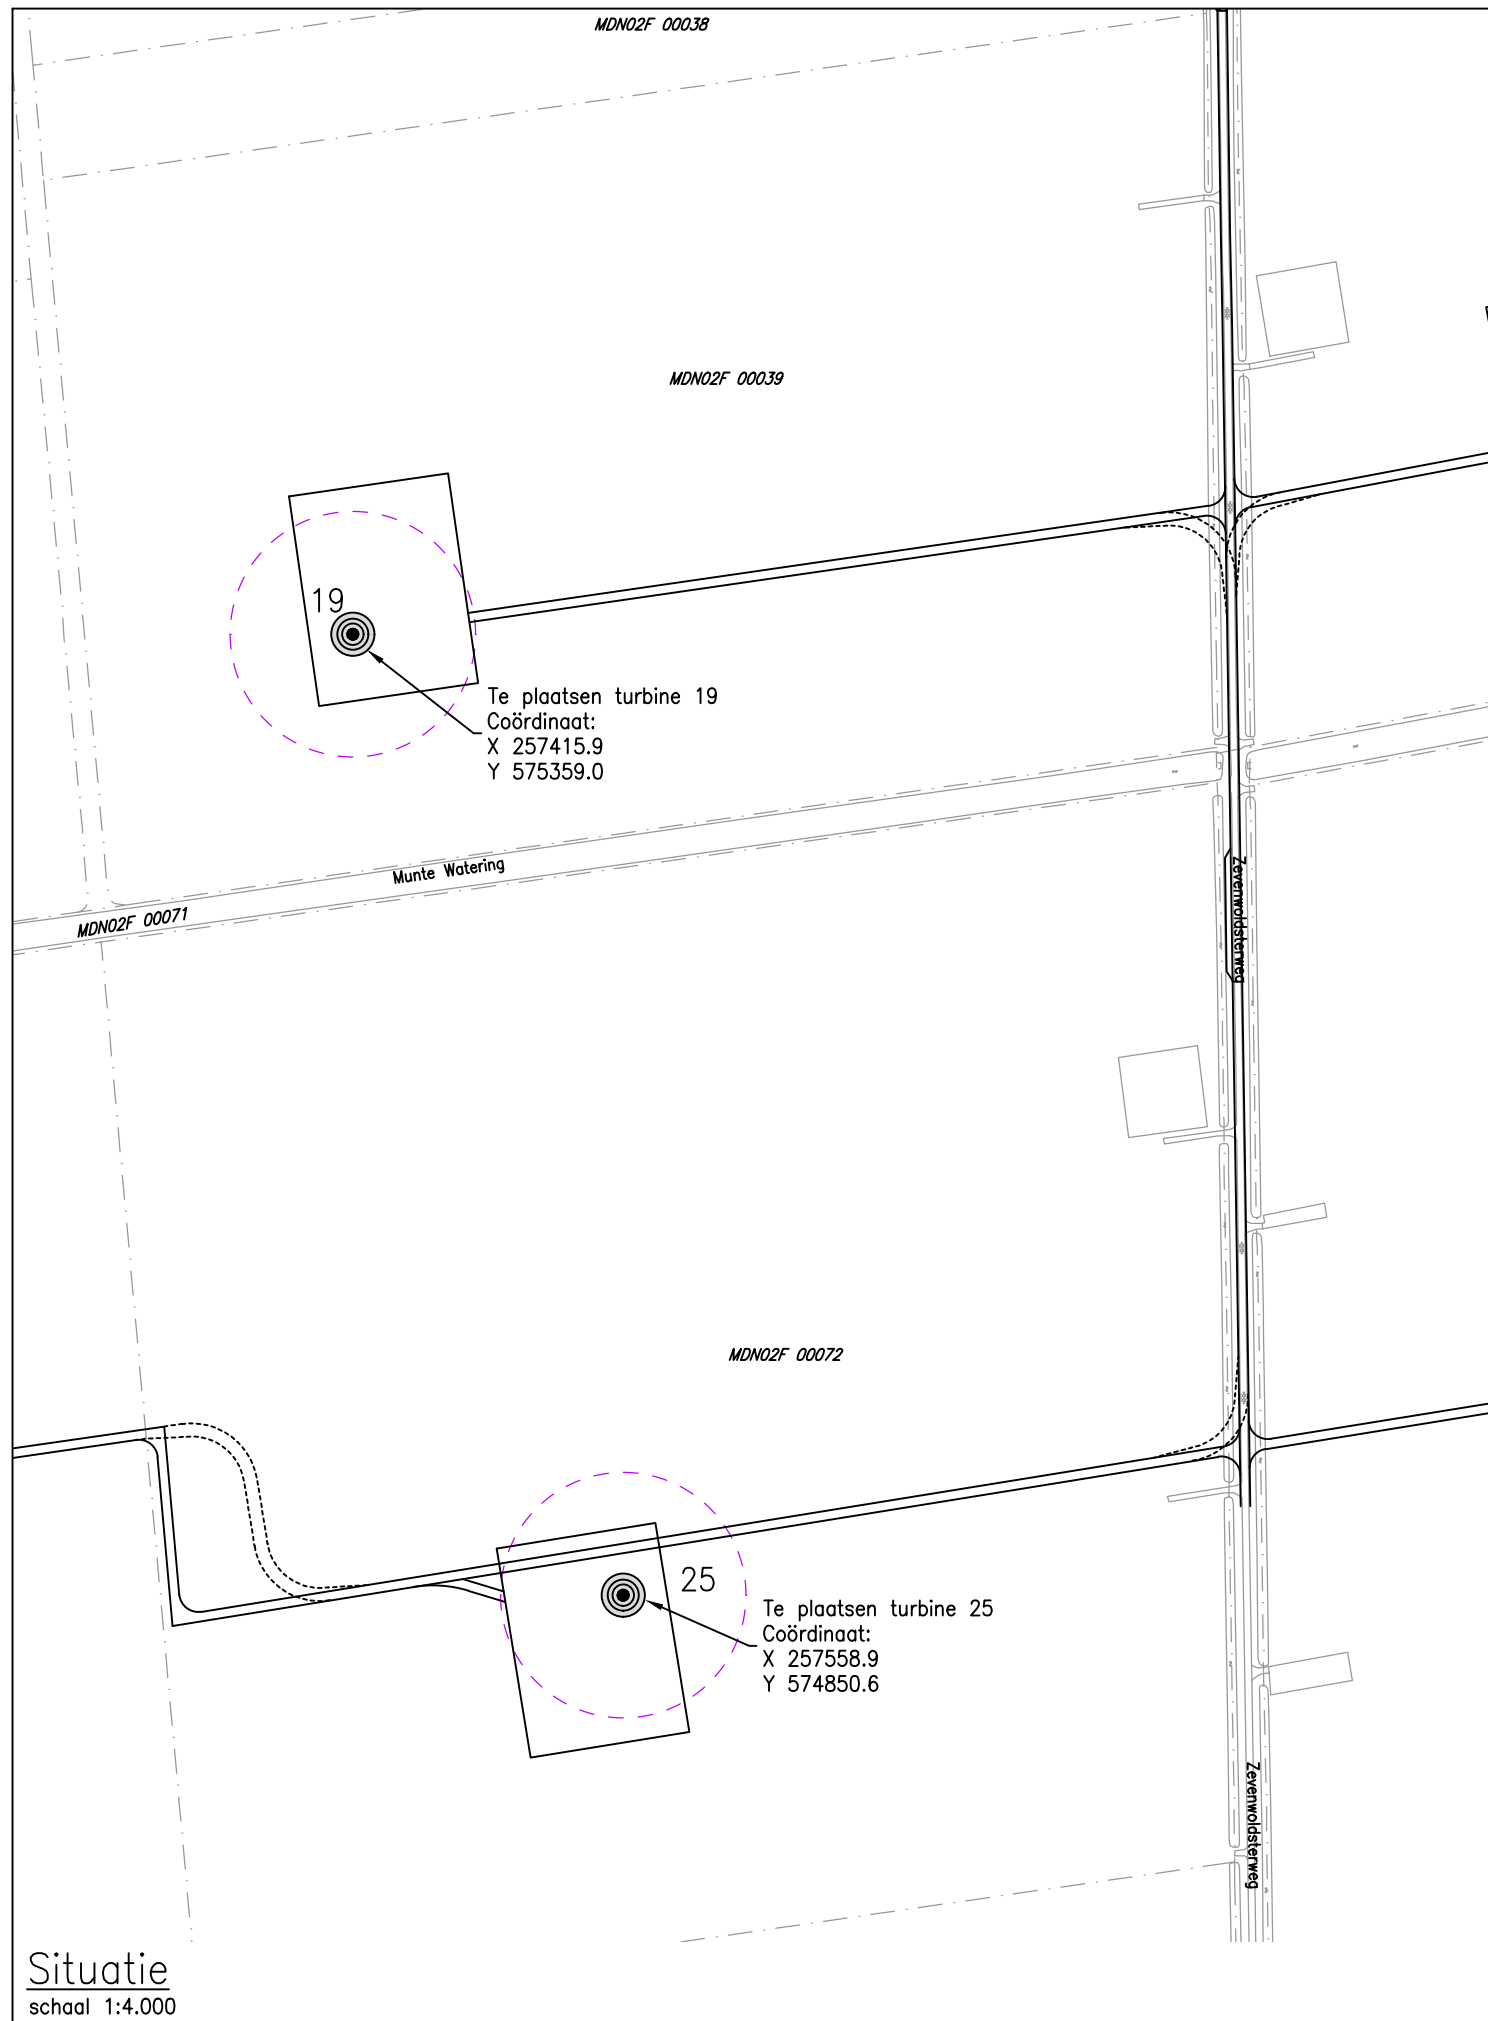 MDN02F 00038
MDN02F 00039
19
Te plaatsen turbine 19
Coördinaat:
X 257415.9
Y 575359.0
Munte Watering
Zevenwoldsterweg
MDN02F 00071
MDN02F 00072
25
Te plaatsen turbine 25
Coördinaat:
X 257558.9
Y 574850.6
Zevenwoldsterweg
Situatie
schaal 1:4.000